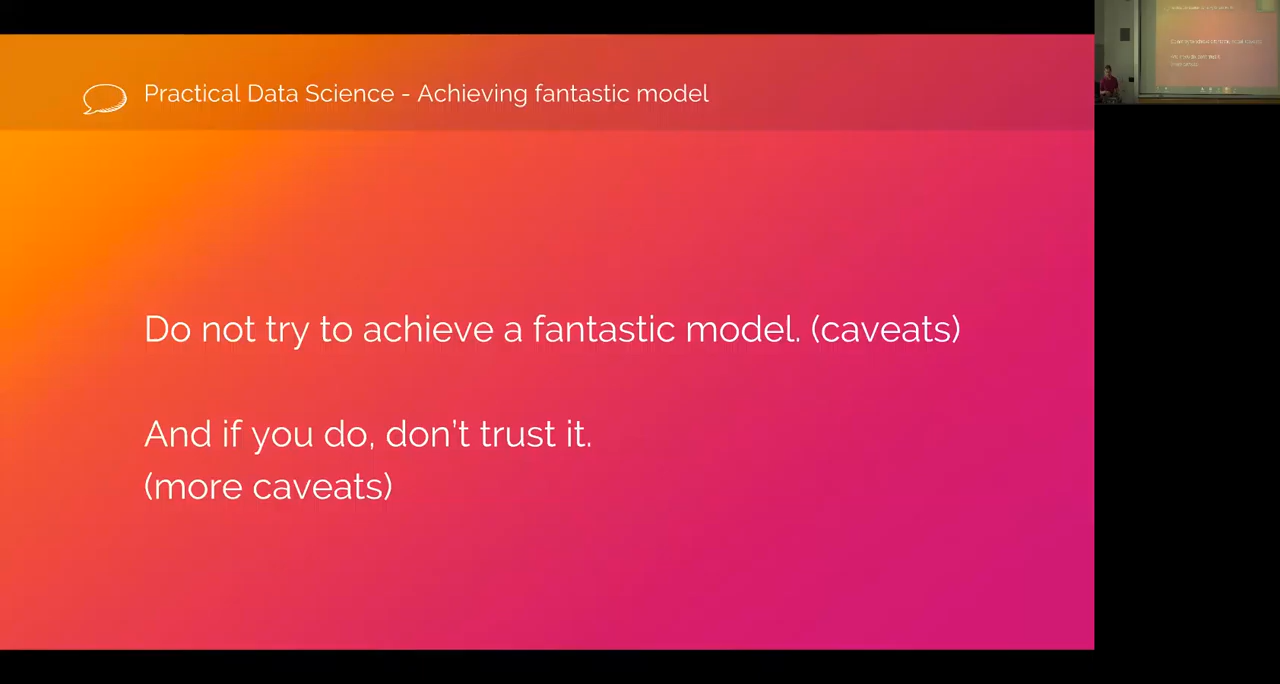 Practical Data Science - Achieving fantastic model
Do not try to achieve a fantastic model. (caveats)
And if you do, don't trust it.
(more caveats)